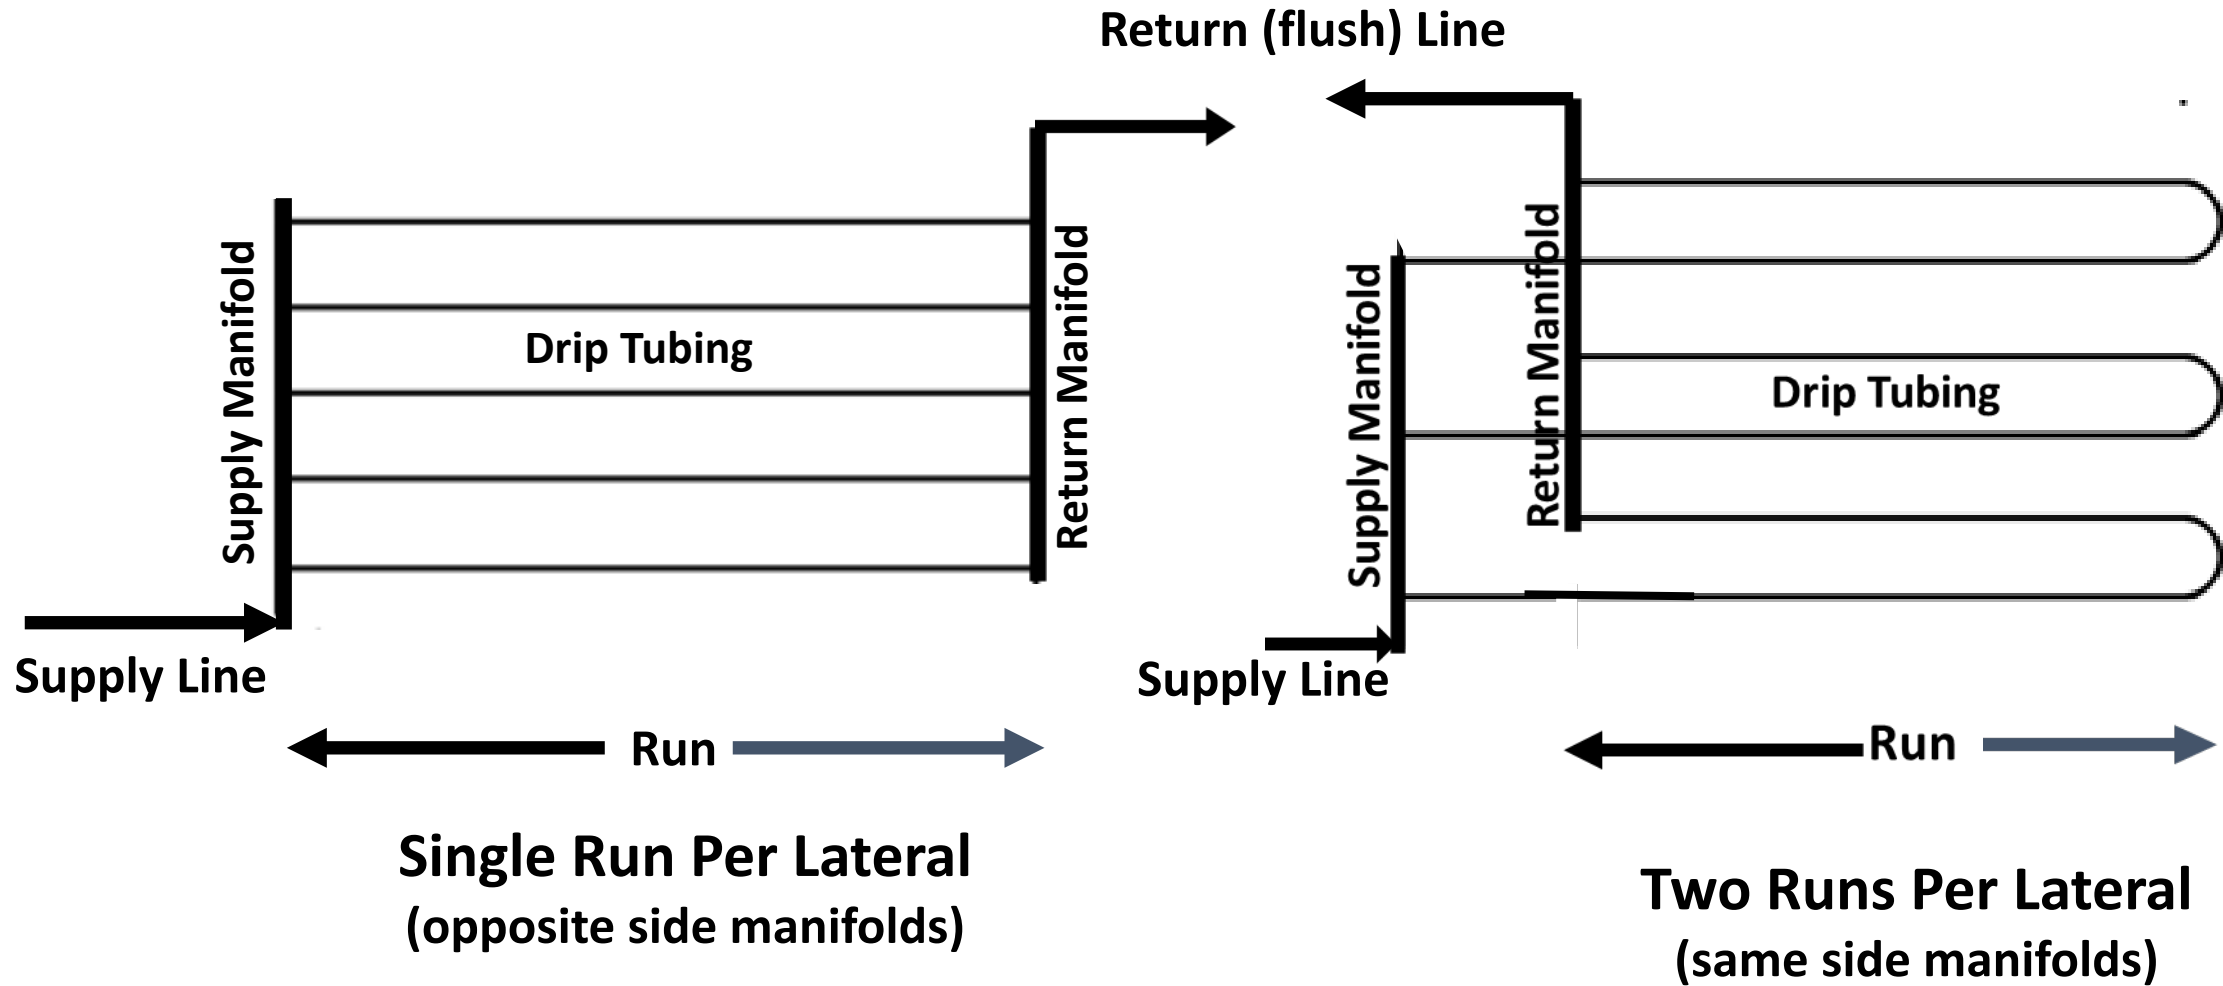 Return (flush) Line
Supply Manifold
Drip Tubing
Return Manifold
Supply Line
Run
Single Run Per Lateral
(opposite side manifolds)
Supply Manifold
Return Manifold
Drip Tubing
Supply Line
Run
Two Runs Per Lateral
(same side manifolds)